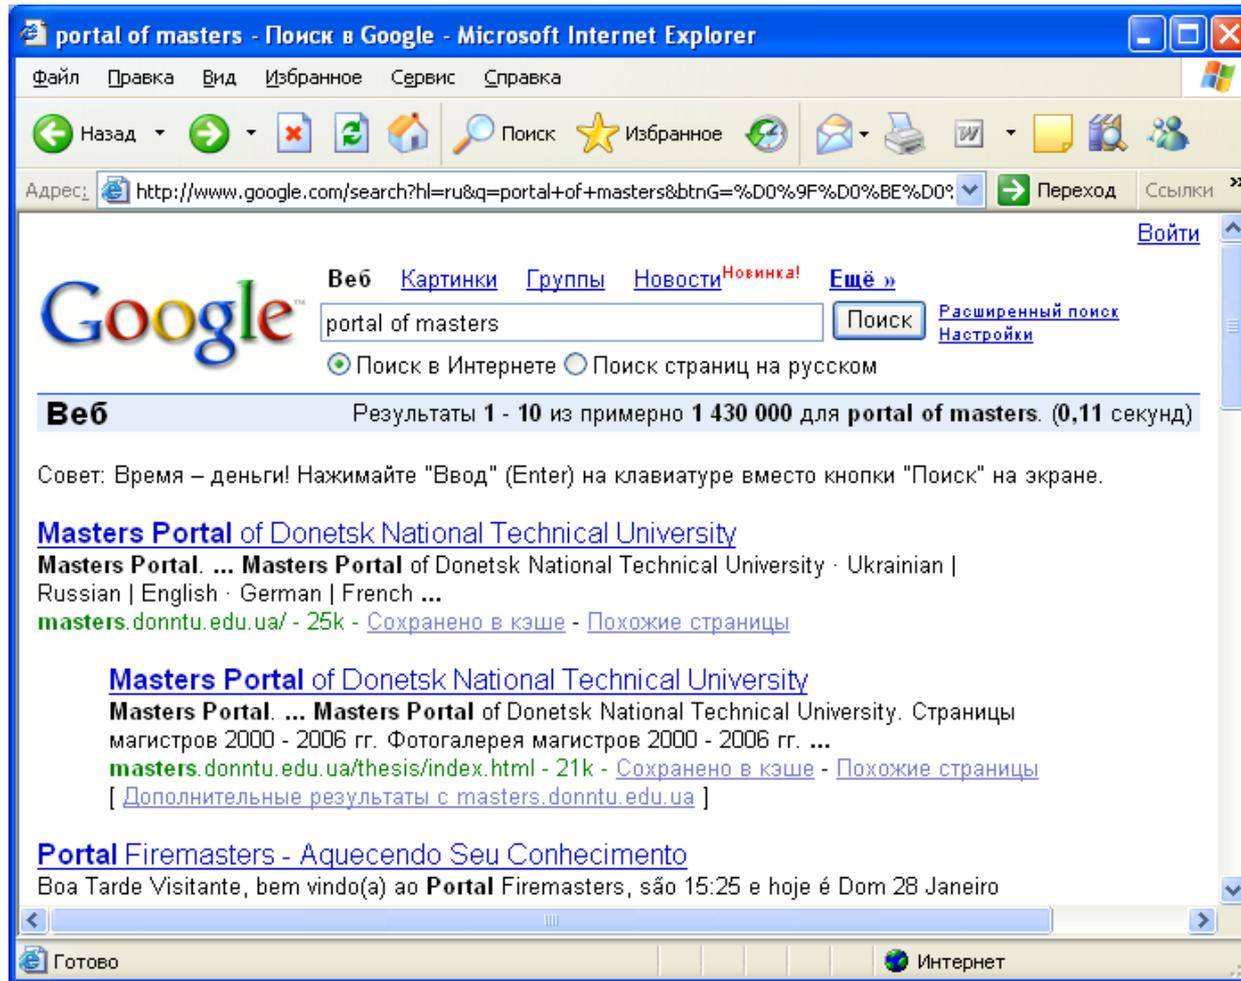 portal of masters - Поиск в Google - Microsoft Internet Explorer
Файл Правка Вид Избранное Сервис Справка
Назад Поиск Избранное W
Адрес: http://www.google.com/search?hl=ru&q=portal+of+masters&btnG=%D0%9F%D0%BE%D0% Переход Ссылки »
Войти
Google™
Веб Картинки Группы Новости Новинка! Ещё »
portal of masters Поиск Расширенный поиск
Настройки
Поиск в Интернете Поиск страниц на русском
Веб Результаты 1 - 10 из примерно 1 430 000 для portal of masters. (0,11 секунд)
Совет: Время – деньги! Нажимайте "Ввод" (Enter) на клавиатуре вместо кнопки "Поиск" на экране.
Masters Portal of Donetsk National Technical University
Masters Portal. ... Masters Portal of Donetsk National Technical University · Ukrainian |
Russian | English · German | French ...
masters.donntu.edu.ua/ - 25k - Сохранено в кэше - Похожие страницы
Masters Portal of Donetsk National Technical University
Masters Portal. ... Masters Portal of Donetsk National Technical University. Страницы
магистров 2000 - 2006 гг. Фотогалерея магистров 2000 - 2006 гг. ...
masters.donntu.edu.ua/thesis/index.html - 21k - Сохранено в кэше - Похожие страницы
[ Дополнительные результаты с masters.donntu.edu.ua ]
Portal Firemasters - Aquecendo Seu Conhecimento
Boa Tarde Visitante, bem vindo(a) ao Portal Firemasters, são 15:25 e hoje é Dom 28 Janeiro
Готово Интернет